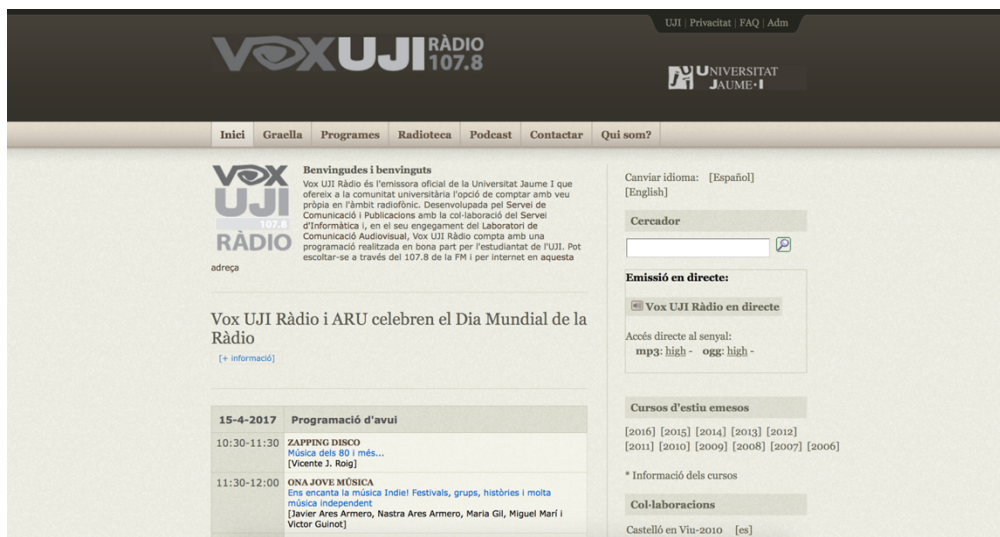 UJI | Privacitat | FAQ | Adm
VOXUJI RÀDIO 107.8
UNIVERSITAT JAUME·I
Inici Graella Programes Radioteca Podcast Contactar Qui som?
VOX
UJI
107.8
RÀDIO
Benvingudes i benvinguts
Vox UJI Ràdio és l'emissora oficial de la Universitat Jaume I que
ofereix a la comunitat universitària l'opció de comptar amb veu
pròpia en l'àmbit radiofònic. Desenvolupada pel Servei de
Comunicació i Publicacions amb la col·laboració del Servei
d'Informàtica i, en el seu engegament del Laboratori de
Comunicació Audiovisual, Vox UJI Ràdio compta amb una
programació realitzada en bona part per l'estudiantat de l'UJI. Pot
escoltar-se a través del 107.8 de la FM i per internet en aquesta
adreça
Vox UJI Ràdio i ARU celebren el Dia Mundial de la
Ràdio
[+ informació]
15-4-2017 Programació d'avui
10:30-11:30 ZAPPING DISCO
Música dels 80 i més...
[Vicente J. Roig]
11:30-12:00 ONA JOVE MÚSICA
Ens encanta la música Indie! Festivals, grups, històries i molta
música independent
[Javier Ares Armero, Nastra Ares Armero, Maria Gil, Miguel Marí i
Victor Guinot]
Canviar idioma: [Español]
[English]
Cercador
Emissió en directe:
Vox UJI Ràdio en directe
Accés directe al senyal:
mp3: high - ogg: high -
Cursos d'estiu emesos
[2016] [2015] [2014] [2013] [2012]
[2011] [2010] [2009] [2008] [2007] [2006]
* Informació dels cursos
Col·laboracions
Castelló en Viu-2010 [es]